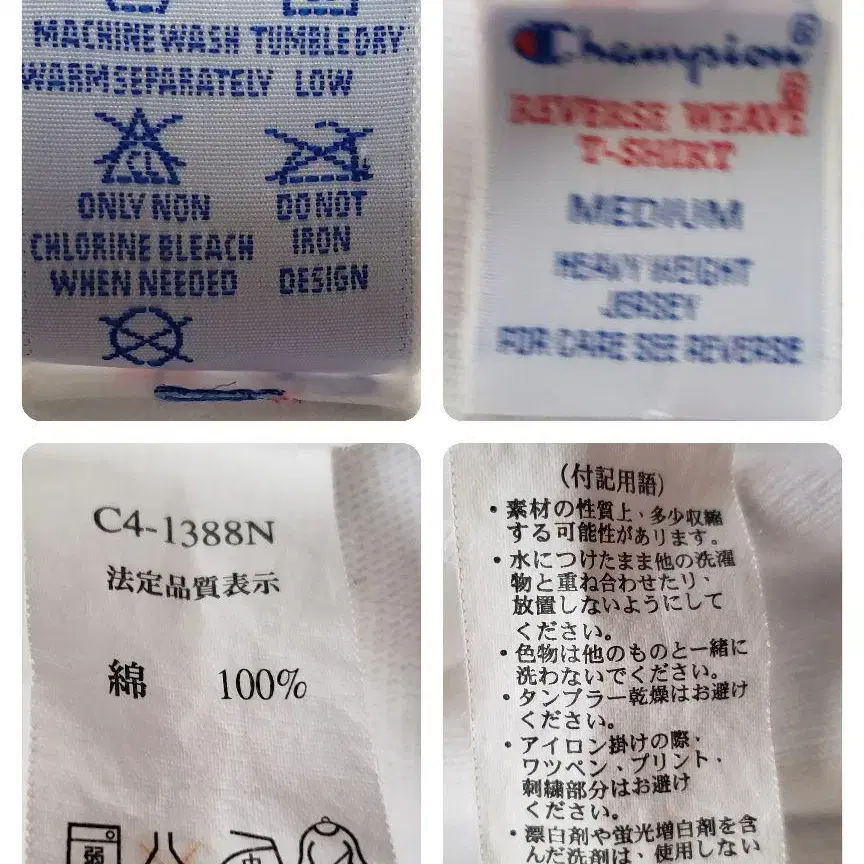 MACHINE WASH TUMBLE DRY
WARM SEPARATELY LOW
CL
ONLY NON
CHLORINE BLEACH
WHEN NEEDED
DO NOT
IRON
DESIGN
Champion®
REVERSE WEAVE®
T-SHIRT
MEDIUM
HEAVY WEIGHT
JERSEY
FOR CARE SEE REVERSE
C4-1388N
法定品質表示
綿 100%
弱
中
(付記用語)
・素材の性質上、多少収縮
する可能性があります。
・水につけたまま他の洗濯
物と重ね合わせたり、
放置しないようにして
ください。
・色物は他のものと一緒に
洗わないでください。
・タンブラー乾燥はお避け
ください。
・アイロン掛けの際、
ワツペン、プリント、
刺繍部分はお避け
ください。
・漂白剤や蛍光増白剤を含
んだ洗剤は、使用しない